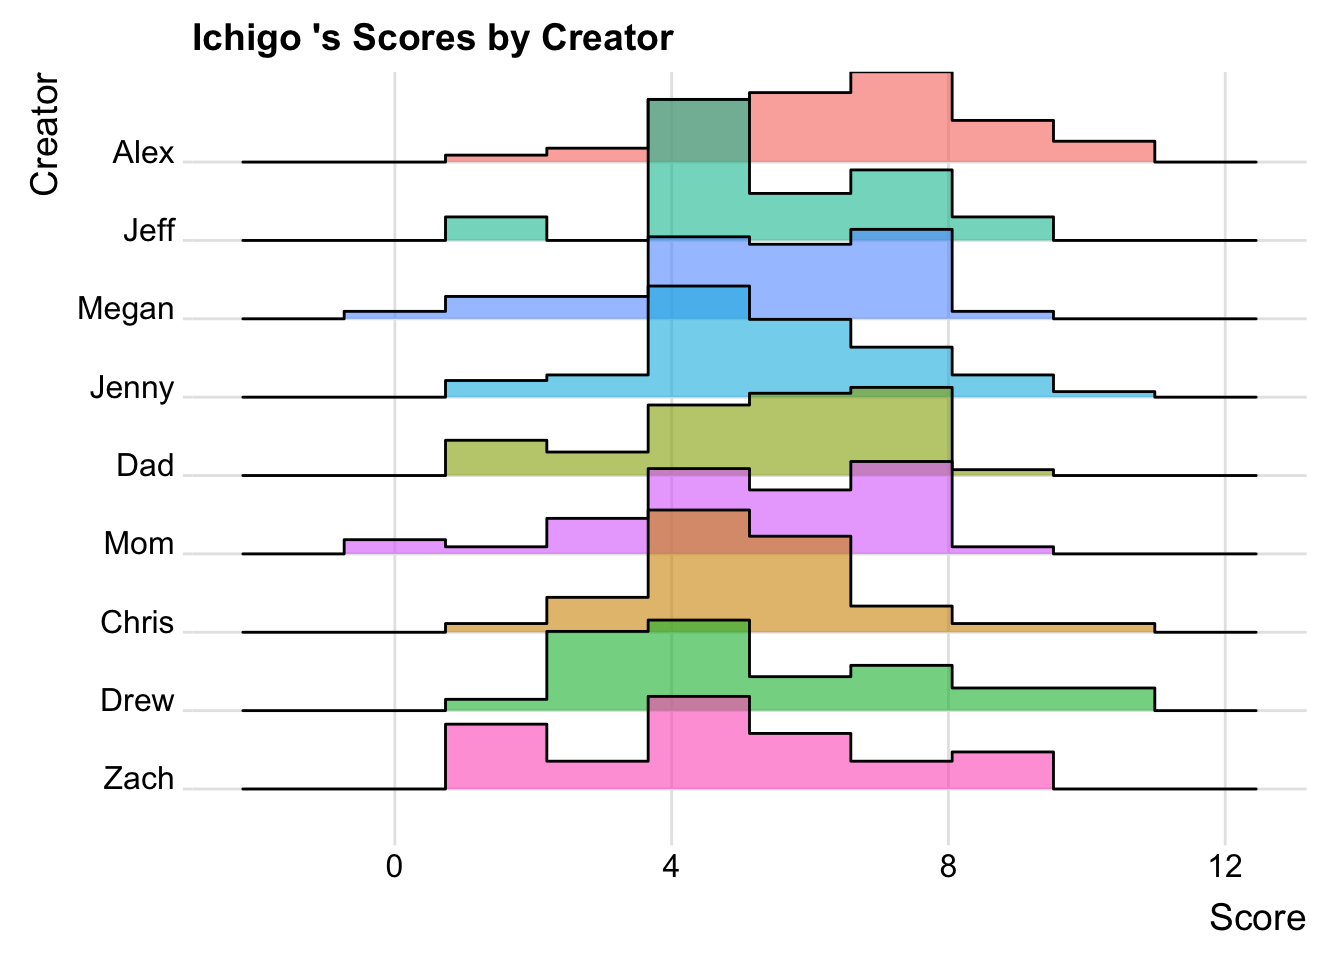 Ichigo 's Scores by Creator
Creator
Alex
Jeff
Megan
Jenny
Dad
Mom
Chris
Drew
Zach
0 4 8 12
Score